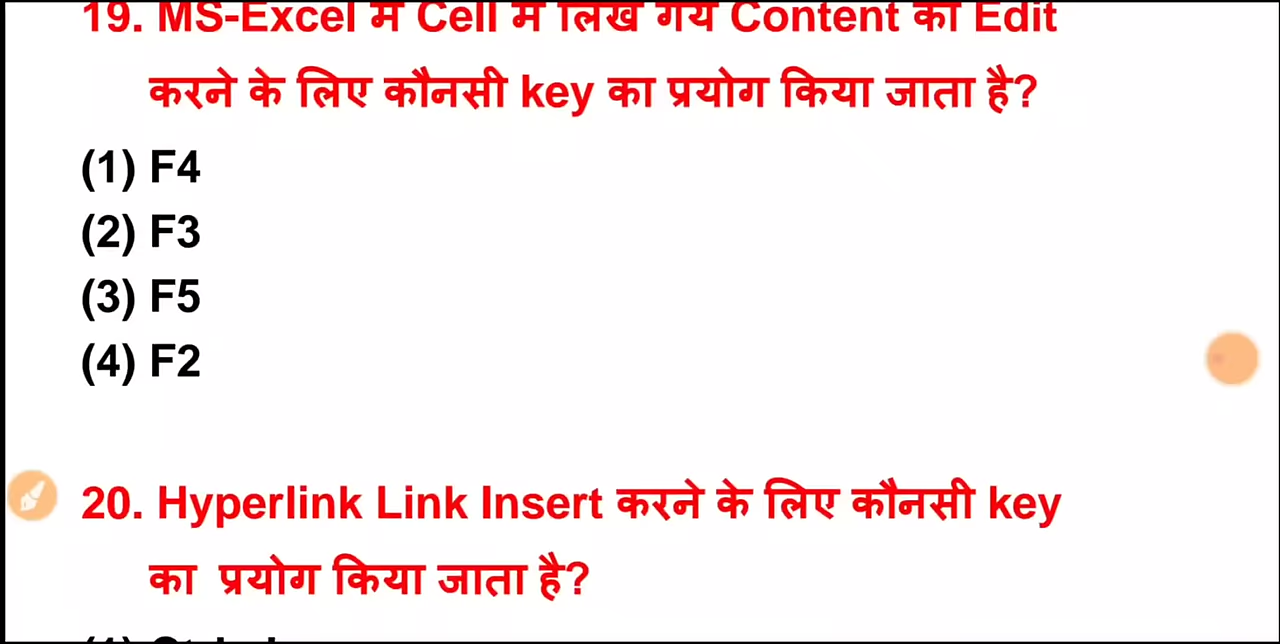 19. MS-Excel में Cell में लिखे गये Content को Edit
करने के लिए कौनसी key का प्रयोग किया जाता है?
(1) F4
(2) F3
(3) F5
(4) F2
20. Hyperlink Link Insert करने के लिए कौनसी key
का प्रयोग किया जाता है?